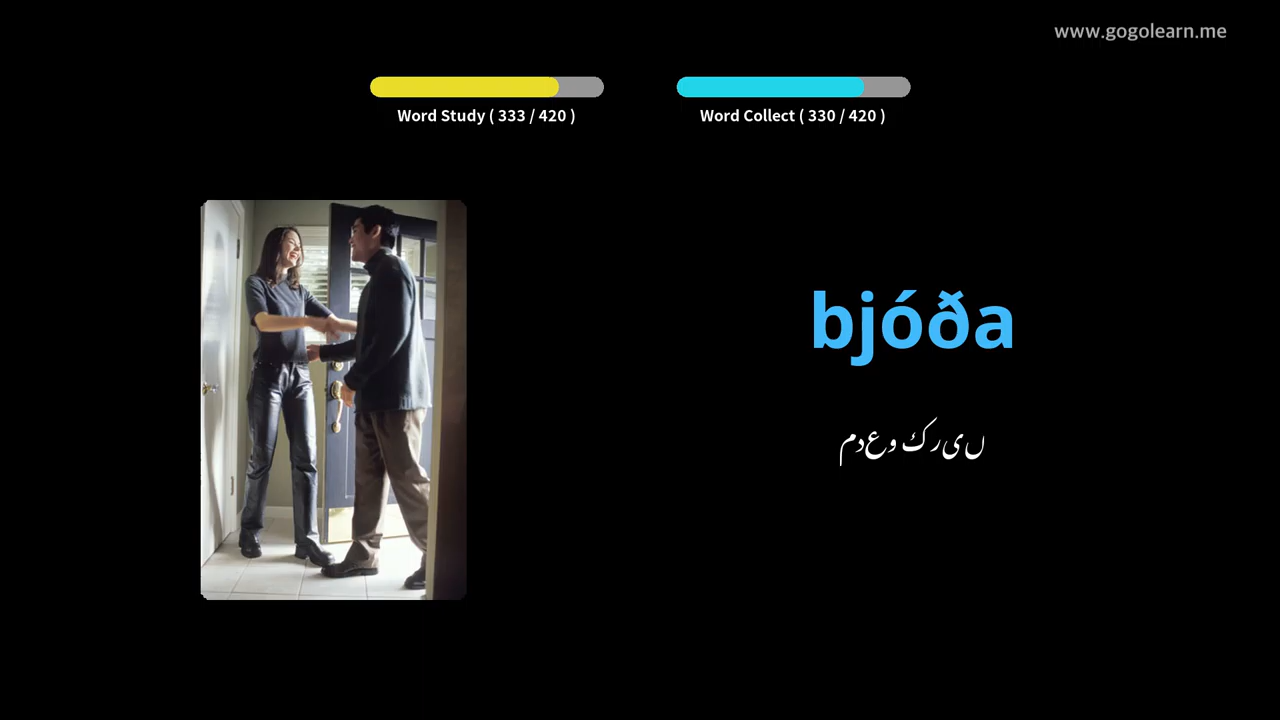 www.gogolearn.me
Word Study ( 333 / 420 )
Word Collect ( 330 / 420 )
bjóða
مدعو کریں